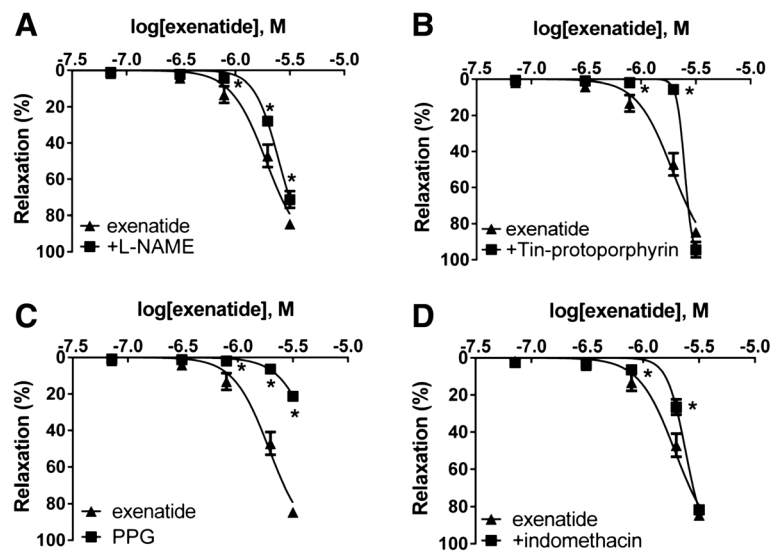 A
log[exenatide], M
-7.5 -7.0 -6.5 -6.0 -5.5 -5.0
0
20
40
60
80
100
Relaxation (%)
*
*
*
exenatide
+L-NAME
B
log[exenatide], M
-7.5 -7.0 -6.5 -6.0 -5.5 -5.0
0
20
40
60
80
100
Relaxation (%)
*
*
exenatide
+Tin-protoporphyrin
C
log[exenatide], M
-7.5 -7.0 -6.5 -6.0 -5.5 -5.0
0
20
40
60
80
100
Relaxation (%)
*
*
*
exenatide
PPG
D
log[exenatide], M
-7.5 -7.0 -6.5 -6.0 -5.5 -5.0
0
20
40
60
80
100
Relaxation (%)
*
*
exenatide
+indomethacin